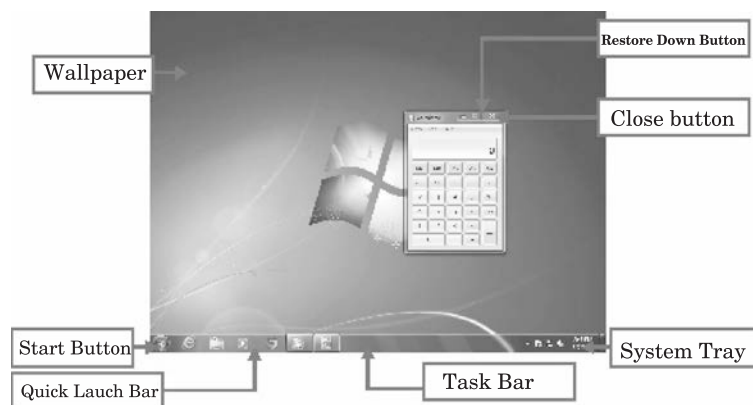 Restore Down Button
Wallpaper
Close button
Start Button
System Tray
Task Bar
Quick Lauch Bar